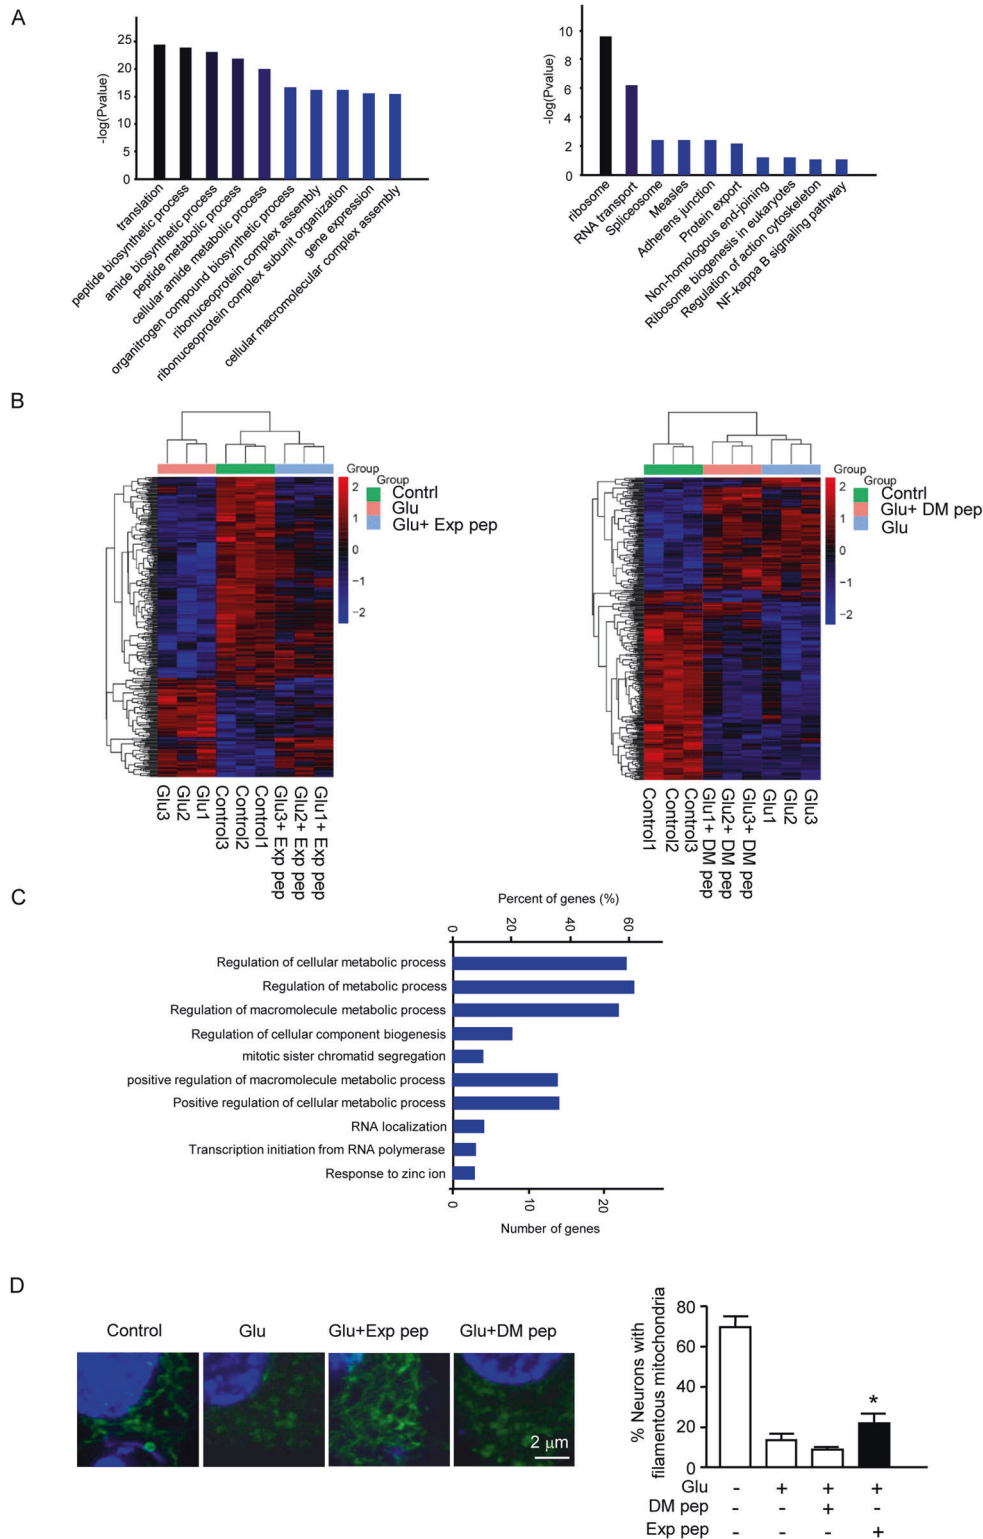 A
-log(Pvalue)
25
20
15
10
5
0
translation
peptide biosynthetic process
amide biosynthetic process
peptide metabolic process
cellular amide metabolic process
organitrogen compound biosynthetic process
ribonuceoprotein complex assembly
ribonuceoprotein complex subunit organization
gene expression
cellular macromolecular complex assembly
-log(Pvalue)
10
8
6
4
2
0
ribosome
RNA transport
Spliceosome
Measles
Adherens junction
Protein export
Non-homologous end-joining
Ribosome biogenesis in eukaryotes
Regulation of action cytoskeleton
NF-kappa B signaling pathway
B
Group
2
1
0
−1
−2
Group
Contrl
Glu
Glu+ Exp pep
Glu3
Glu2
Glu1
Control3
Control2
Control1
Glu3+ Exp pep
Glu2+ Exp pep
Glu1+ Exp pep
Group
2
1
0
−1
−2
Group
Contrl
Glu+ DM pep
Glu
Control1
Control2
Control3
Glu1+ DM pep
Glu2+ DM pep
Glu3+ DM pep
Glu1
Glu2
Glu3
C
Percent of genes (%)
0 20 40 60
Regulation of cellular metabolic process
Regulation of metabolic process
Regulation of macromolecule metabolic process
Regulation of cellular component biogenesis
mitotic sister chromatid segregation
positive regulation of macromolecule metabolic process
Positive regulation of cellular metabolic process
RNA localization
Transcription initiation from RNA polymerase
Response to zinc ion
0 10 20
Number of genes
D
Control Glu Glu+Exp pep Glu+DM pep
2 μm
% Neurons with
filamentous mitochondria
80
60
40
20
0
*
Glu - + + +
DM pep - - + -
Exp pep - - - +